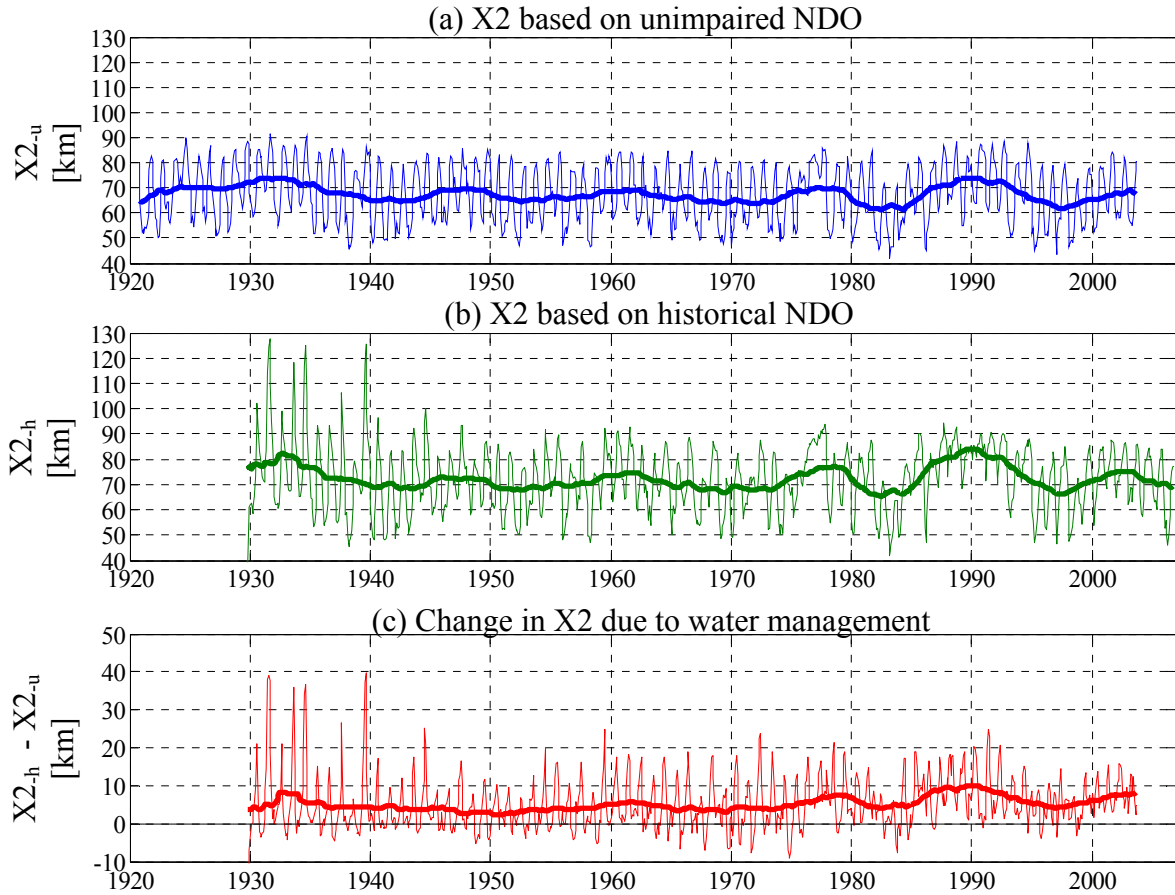 (a) X2 based on unimpaired NDO
X2-u
[km]
130
120
110
100
90
80
70
60
50
40
1920 1930 1940 1950 1960 1970 1980 1990 2000
(b) X2 based on historical NDO
X2-h
[km]
130
120
110
100
90
80
70
60
50
40
1920 1930 1940 1950 1960 1970 1980 1990 2000
(c) Change in X2 due to water management
X2-h - X2-u
[km]
50
40
30
20
10
0
-10
1920 1930 1940 1950 1960 1970 1980 1990 2000